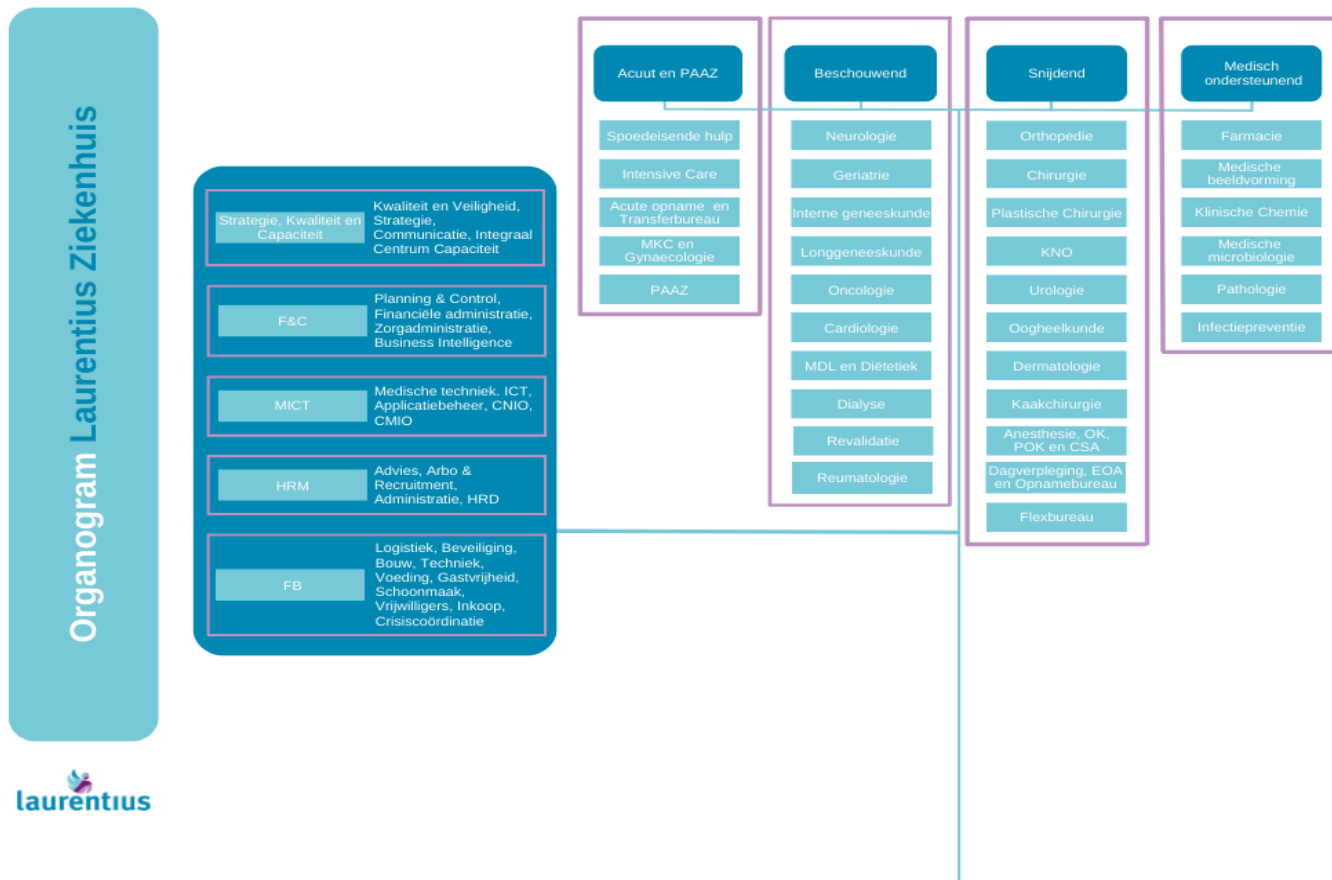 Organogram Laurentius Ziekenhuis
laurentius
Strategie, Kwaliteit en
Capaciteit
Kwaliteit en Veiligheid,
Strategie,
Communicatie, Integraal
Centrum Capaciteit
F&C
Planning & Control,
Financiële administratie,
Zorgadministratie,
Business Intelligence
MICT
Medische techniek. ICT,
Applicatiebeheer, CNIO,
CMIO
HRM
Advies, Arbo &
Recruitment,
Administratie, HRD
FB
Logistiek, Beveiliging,
Bouw, Techniek,
Voeding, Gastvrijheid,
Schoonmaak,
Vrijwilligers, Inkoop,
Crisiscoördinatie
Acuut en PAAZ
Spoedeisende hulp
Intensive Care
Acute opname en
Transferbureau
MKC en
Gynaecologie
PAAZ
Beschouwend
Neurologie
Geriatrie
Interne geneeskunde
Longgeneeskunde
Oncologie
Cardiologie
MDL en Diëtetiek
Dialyse
Revalidatie
Reumatologie
Snijdend
Orthopedie
Chirurgie
Plastische Chirurgie
KNO
Urologie
Oogheelkunde
Dermatologie
Kaakchirurgie
Anesthesie, OK,
POK en CSA
Dagverpleging, EOA
en Opnamebureau
Flexbureau
Medisch
ondersteunend
Farmacie
Medische
beeldvorming
Klinische Chemie
Medische
microbiologie
Pathologie
Infectiepreventie